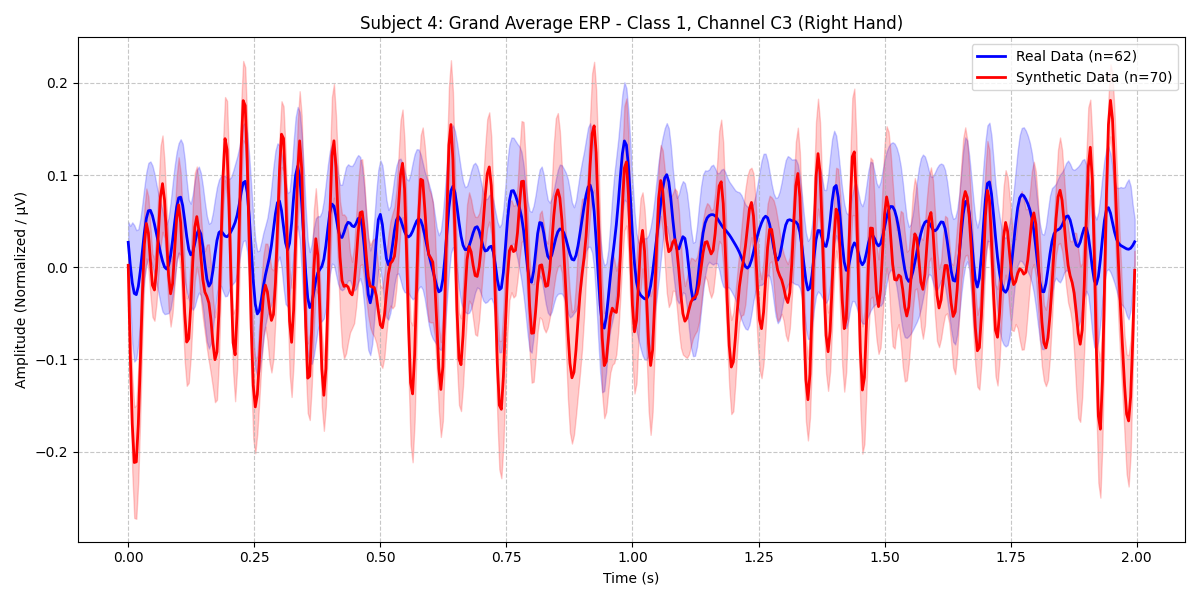 Subject 4: Grand Average ERP - Class 1, Channel C3 (Right Hand)
Real Data (n=62)
Synthetic Data (n=70)
Amplitude (Normalized / µV)
0.2
0.1
0.0
−0.1
−0.2
0.00 0.25 0.50 0.75 1.00 1.25 1.50 1.75 2.00
Time (s)